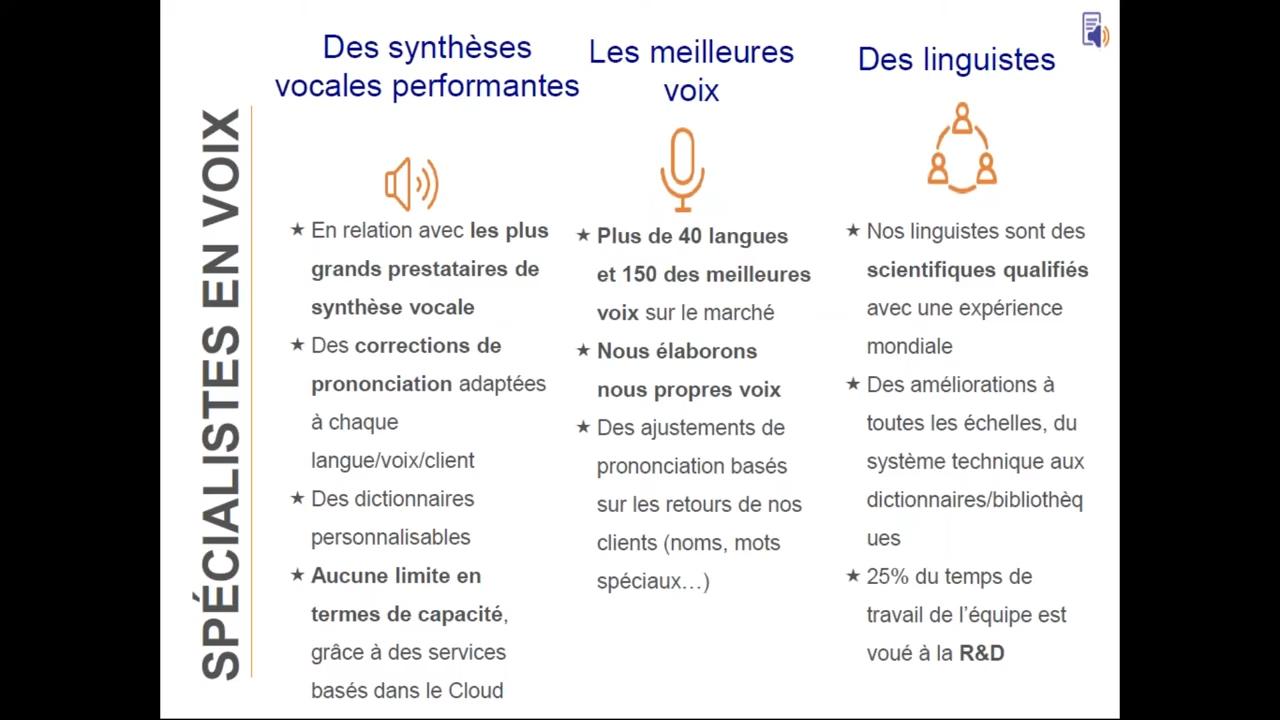 SPÉCIALISTES EN VOIX
Des synthèses
vocales performantes
★ En relation avec les plus
grands prestataires de
synthèse vocale
★ Des corrections de
prononciation adaptées
à chaque
langue/voix/client
★ Des dictionnaires
personnalisables
★ Aucune limite en
termes de capacité,
grâce à des services
basés dans le Cloud
Les meilleures
voix
★ Plus de 40 langues
et 150 des meilleures
voix sur le marché
★ Nous élaborons
nous propres voix
★ Des ajustements de
prononciation basés
sur les retours de nos
clients (noms, mots
spéciaux…)
Des linguistes
★ Nos linguistes sont des
scientifiques qualifiés
avec une expérience
mondiale
★ Des améliorations à
toutes les échelles, du
système technique aux
dictionnaires/bibliothèq
ues
★ 25% du temps de
travail de l’équipe est
voué à la R&D